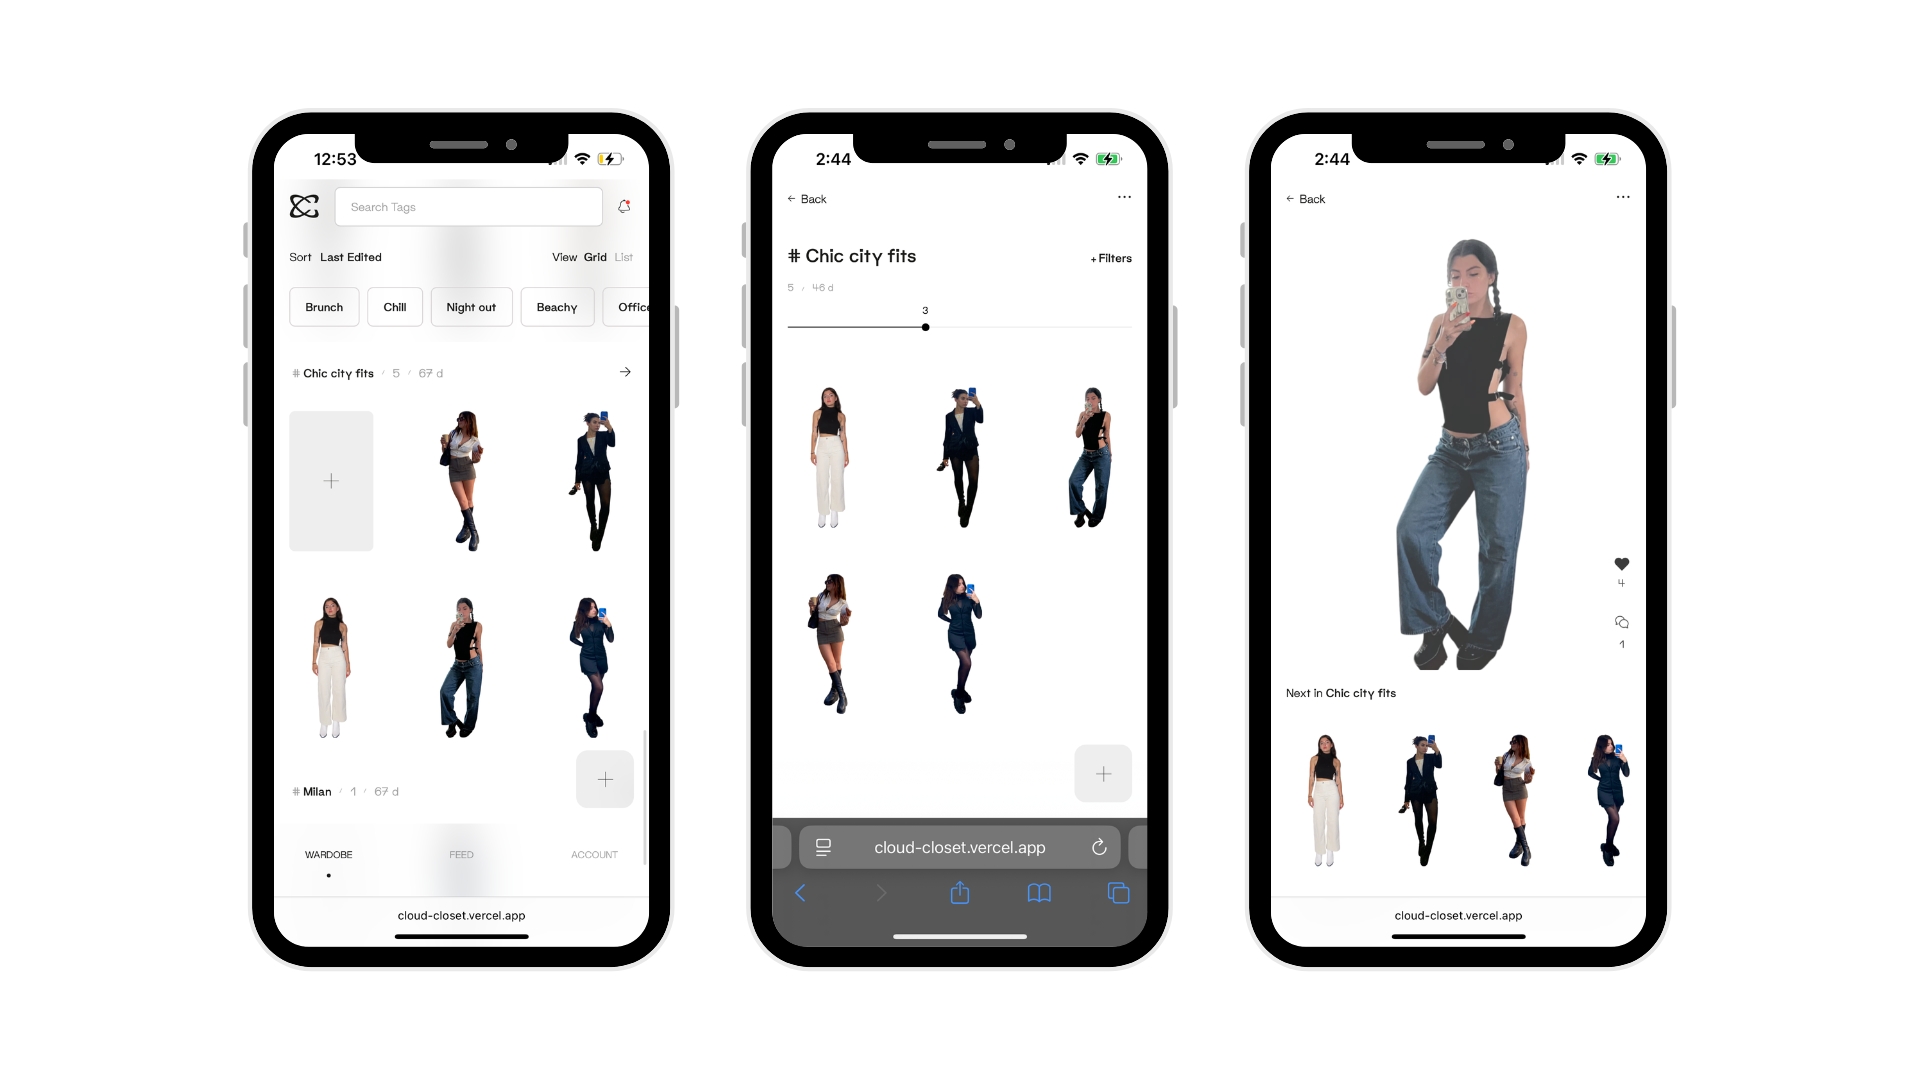 12:53
Search Tags
Sort Last Edited
View Grid List
Brunch
Chill
Night out
Beachy
Office
# Chic city fits / 5 / 67 d
# Milan / 1 / 67 d
WARDOBE
FEED
ACCOUNT
cloud-closet.vercel.app
2:44
← Back
# Chic city fits
+ Filters
5 / 46 d
3
cloud-closet.vercel.app
2:44
← Back
4
1
Next in Chic city fits
cloud-closet.vercel.app